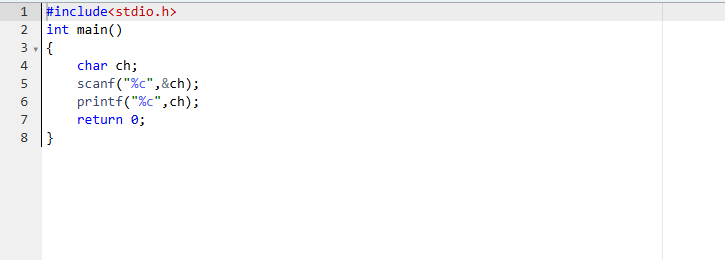 1 #include<stdio.h>
2 int main()
3 {
4     char ch;
5     scanf("%c",&ch);
6     printf("%c",ch);
7     return 0;
8 }